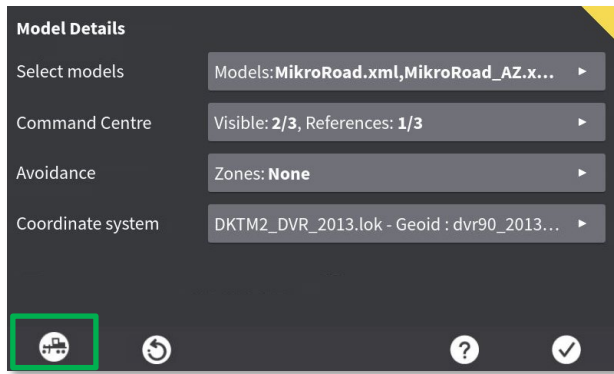 Model Details
Select models Models:MikroRoad.xml,MikroRoad_AZ.x...
Command Centre Visible: 2/3, References: 1/3
Avoidance Zones: None
Coordinate system DKTM2_DVR_2013.lok - Geoid : dvr90_2013...
?